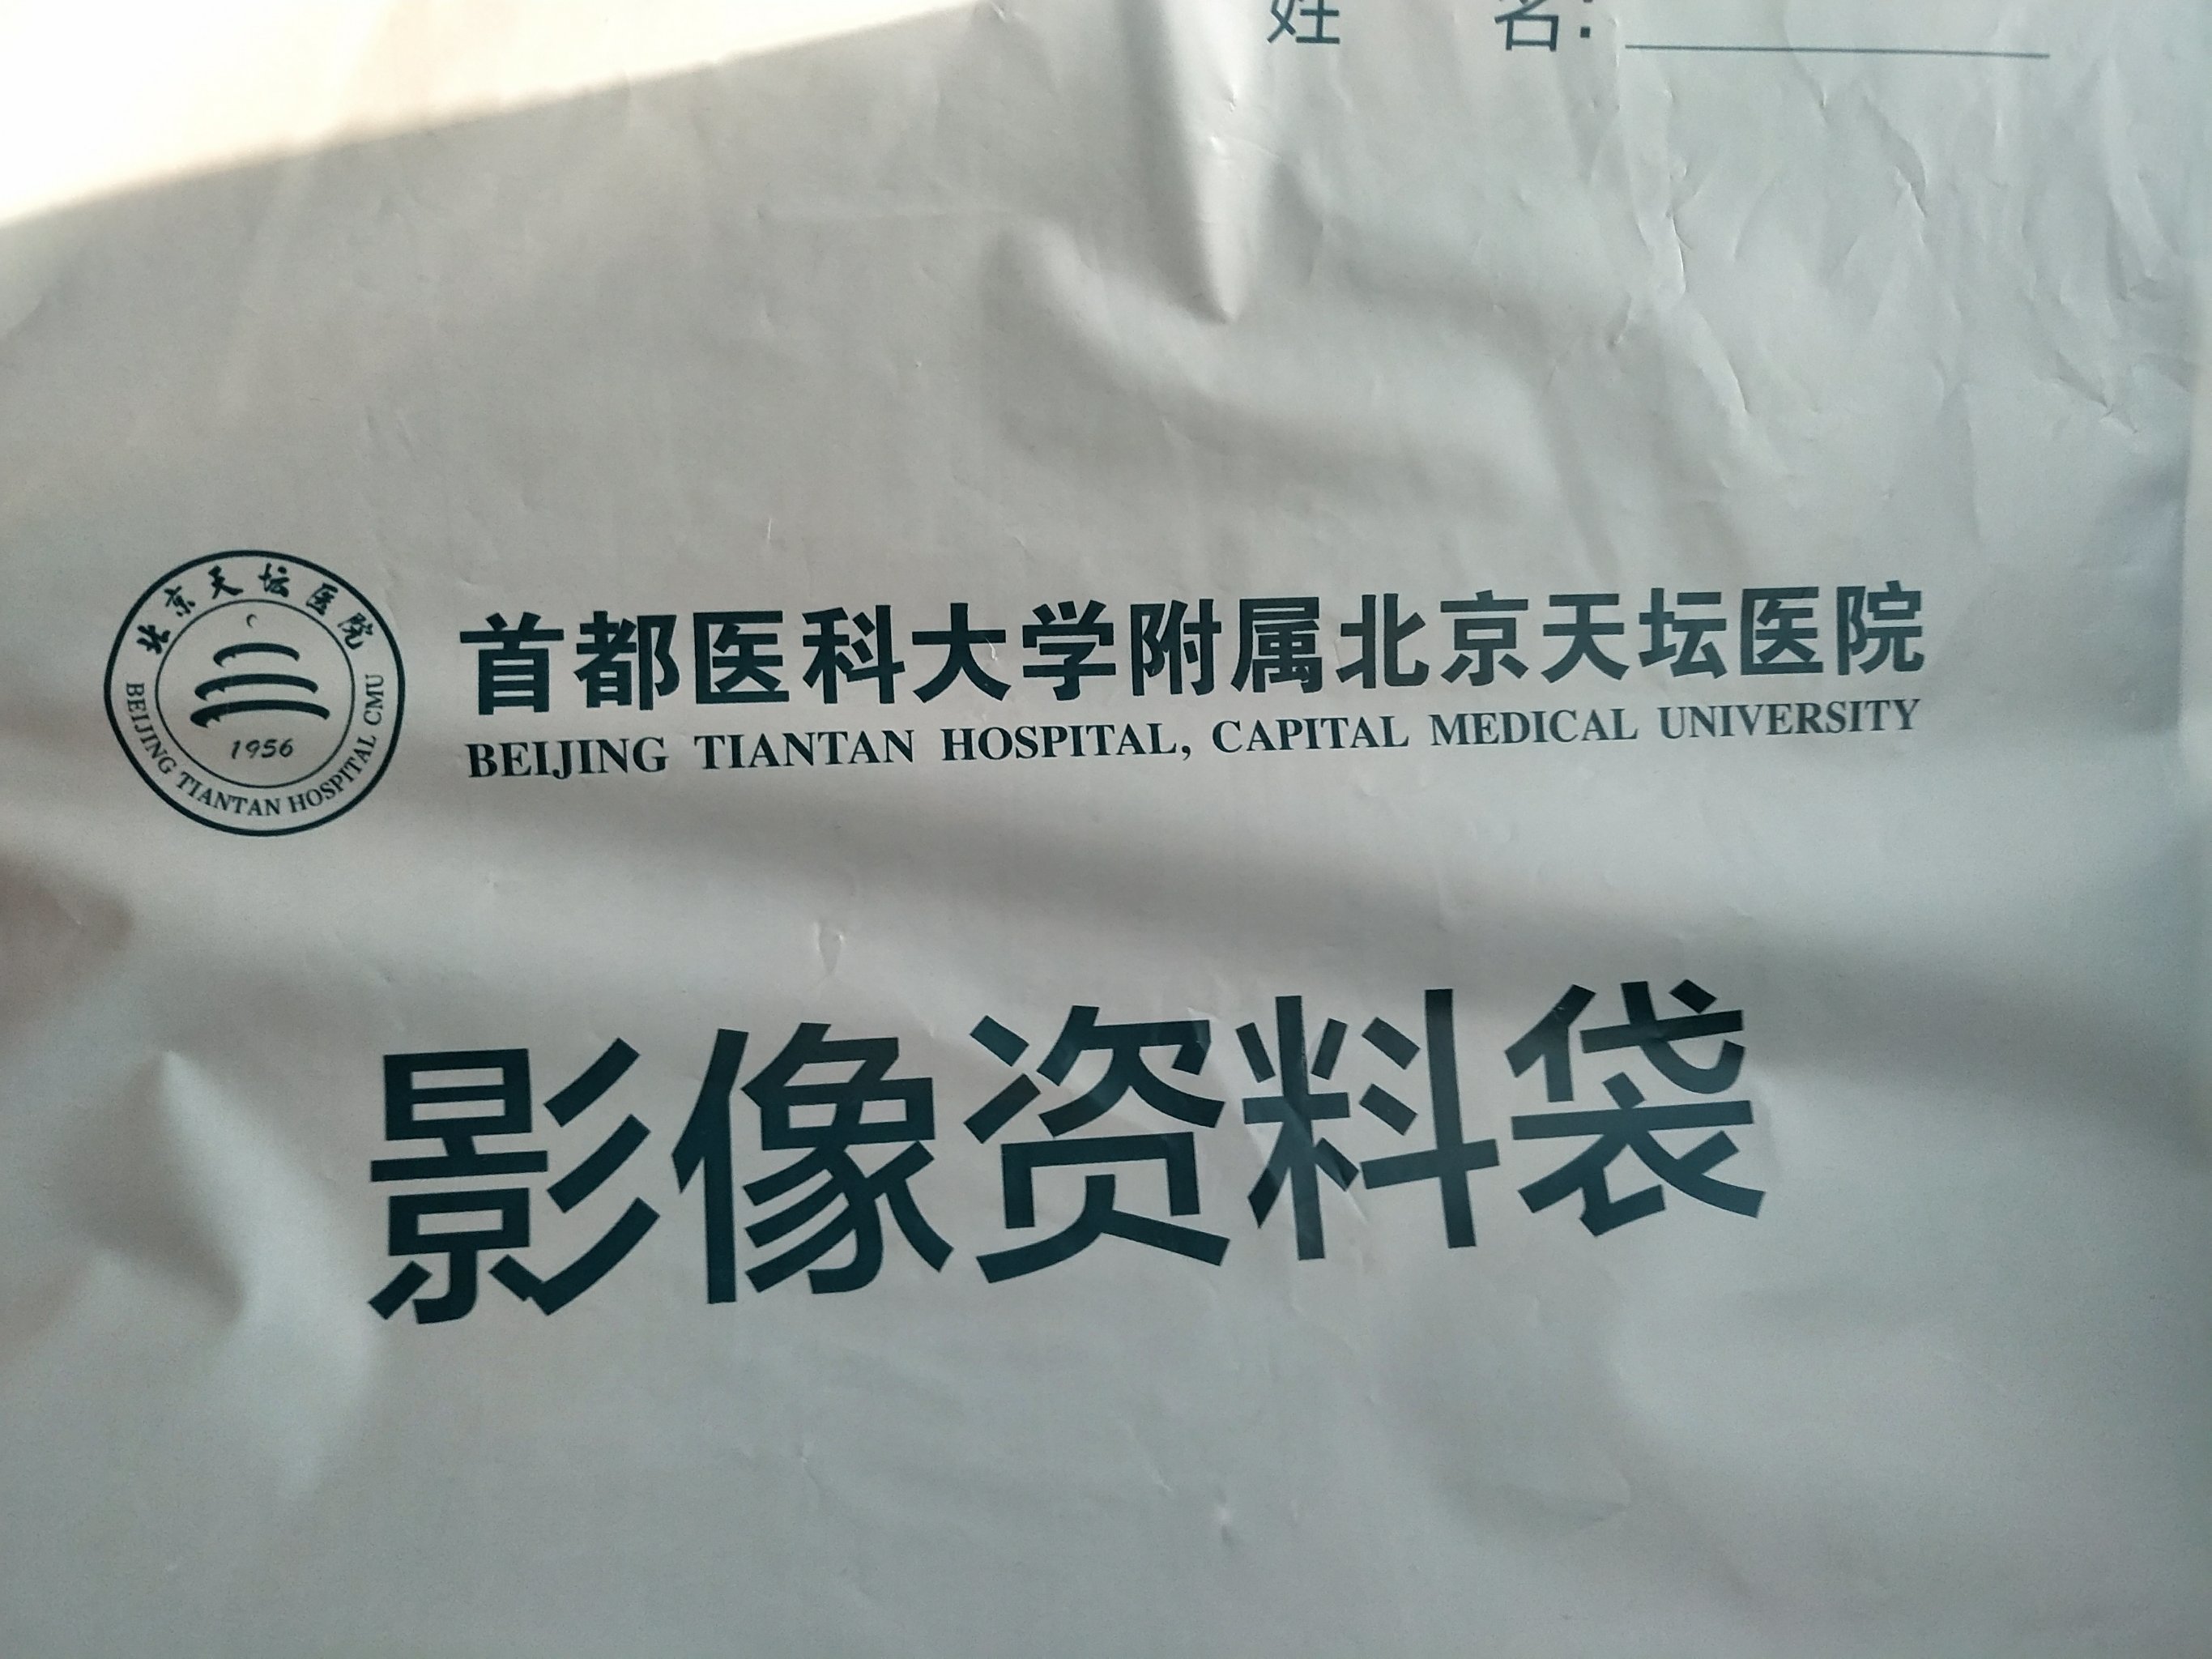 姓 名:
北京天坛医院
1956
BEIJING TIANTAN HOSPITAL CMU
首都医科大学附属北京天坛医院
BEIJING TIANTAN HOSPITAL, CAPITAL MEDICAL UNIVERSITY
影像资料袋